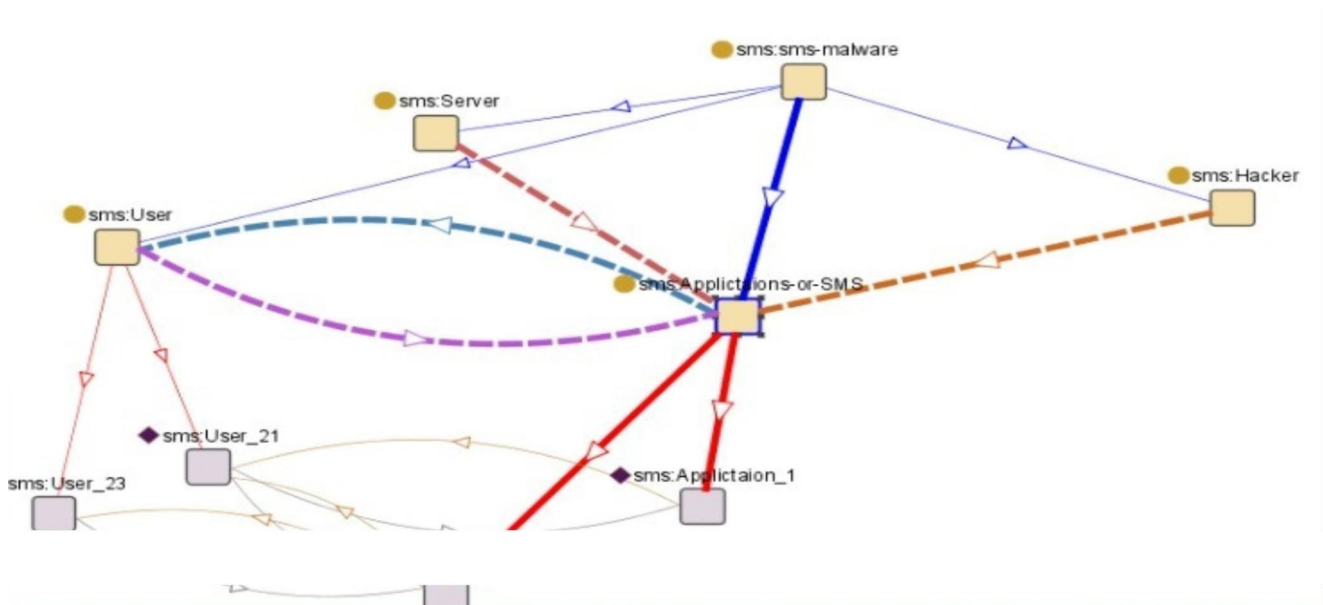 sms:sms-malware
sms:Server
sms:Hacker
sms:User
sms:Applictaions-or-SMS
sms:User_21
sms:Applictaion_1
sms:User_23